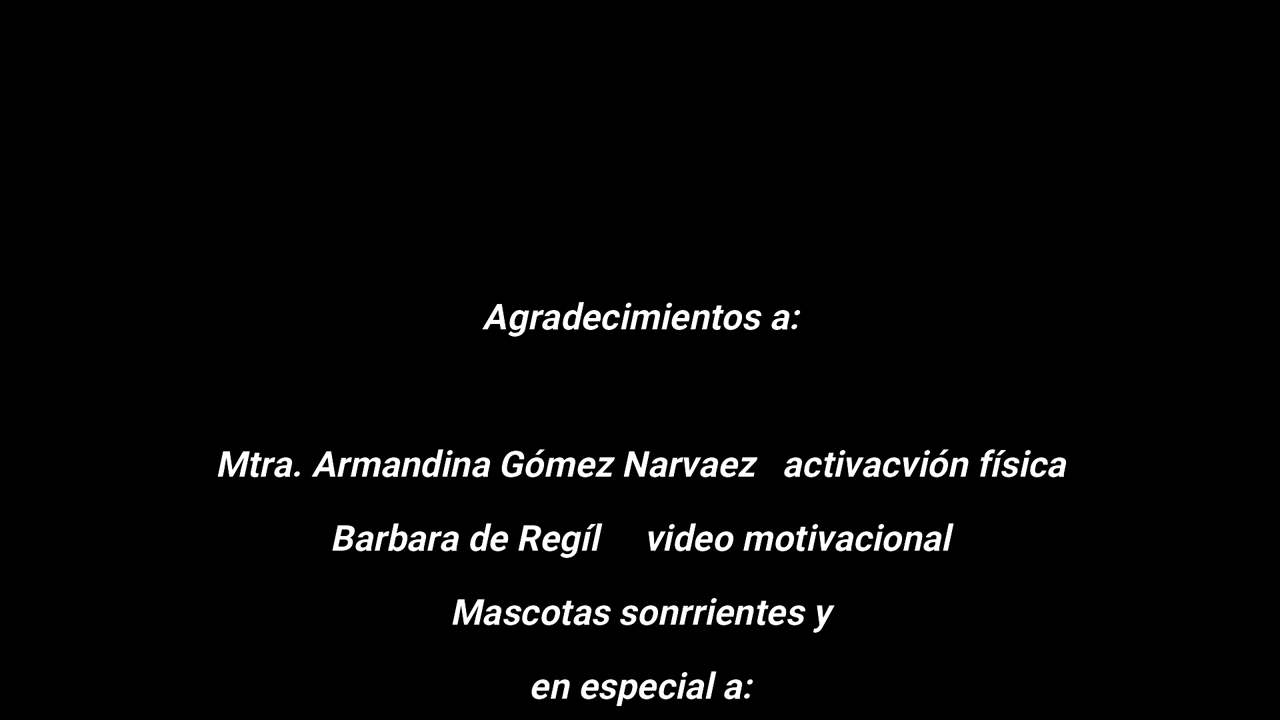 Agradecimientos a:
Mtra. Armandina Gómez Narvaez activacvión física
Barbara de Regíl video motivacional
Mascotas sonrrientes y
en especial a: